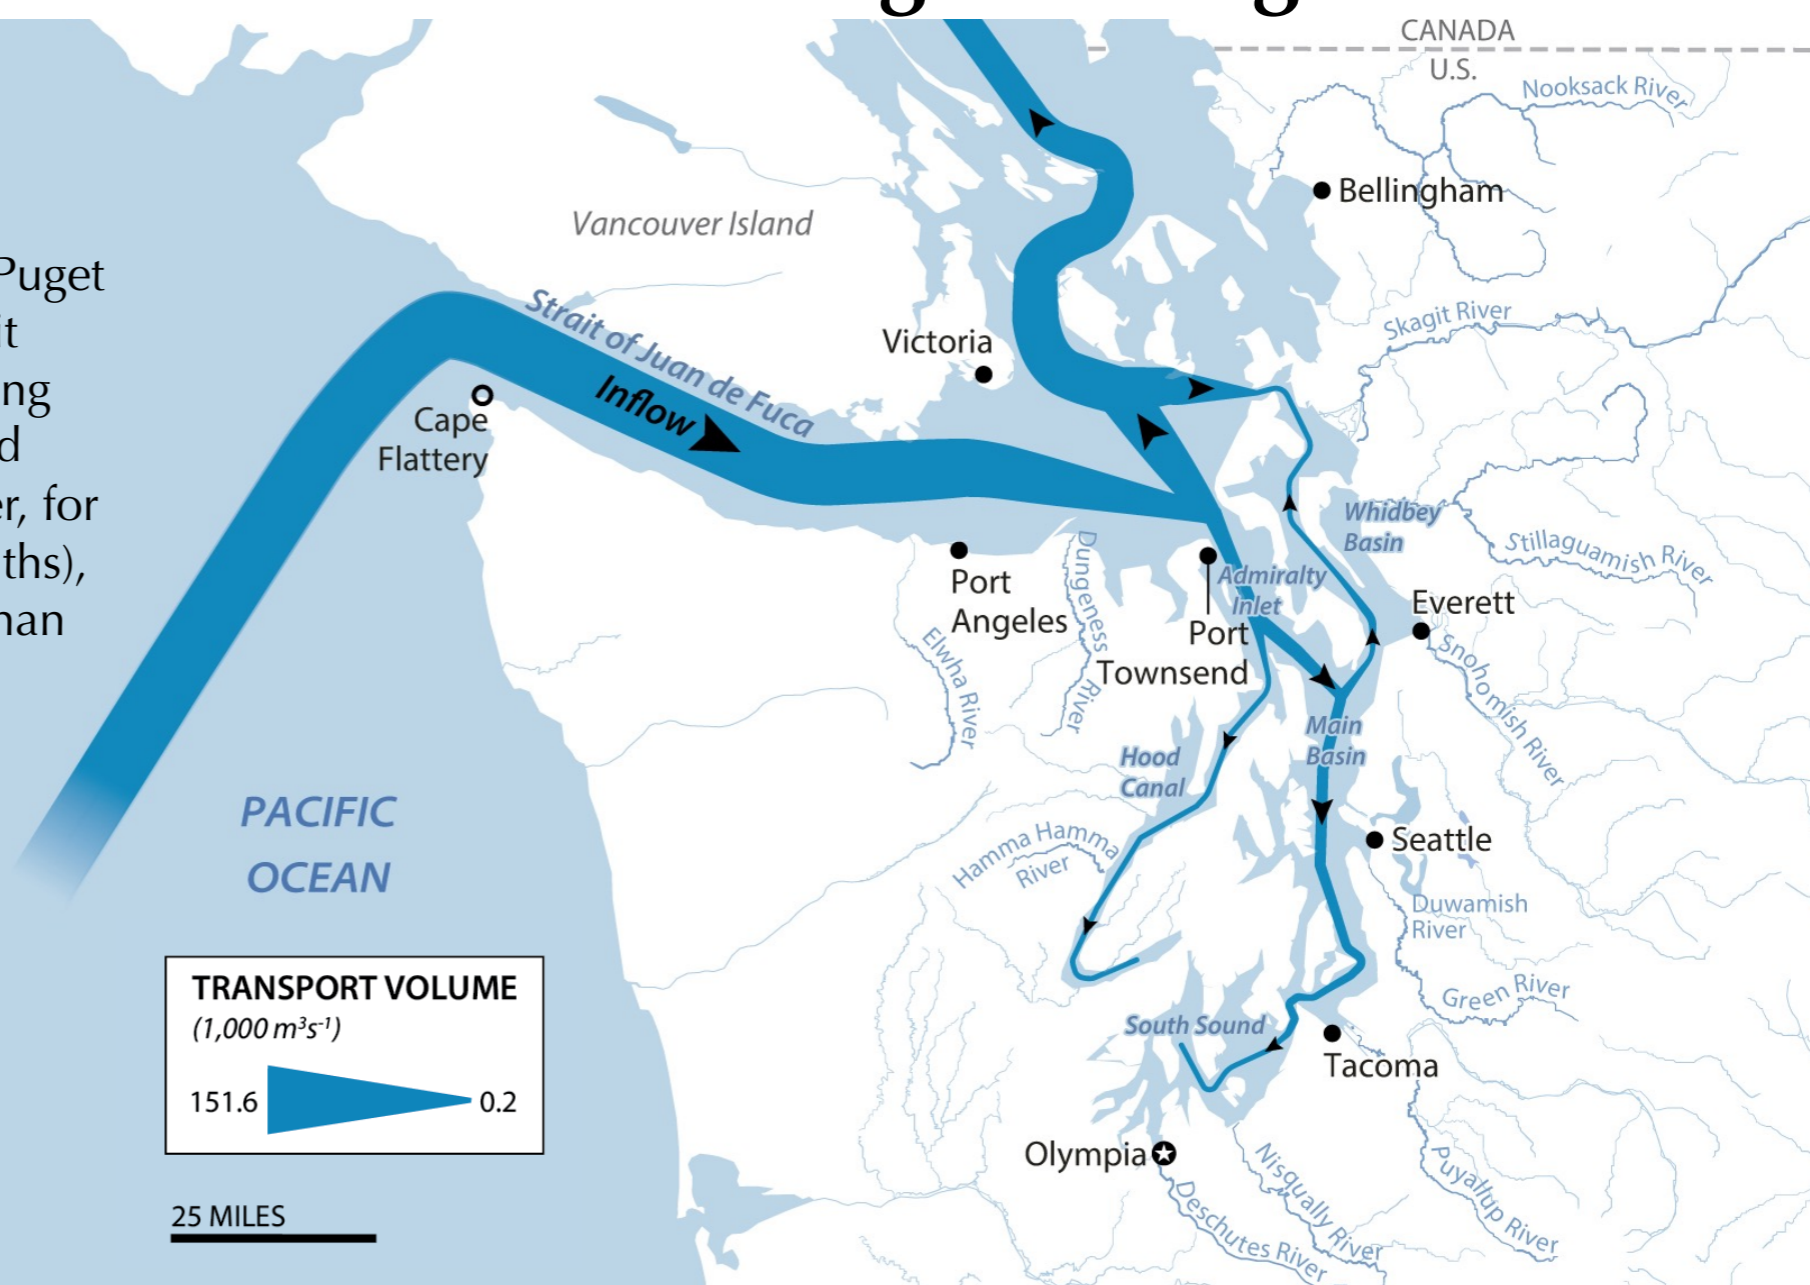 Puget
it
ing
d
er, for
ths),
han
CANADA
U.S.
Nooksack River
Bellingham
Vancouver Island
Skagit River
Strait of Juan de Fuca
Inflow
Victoria
Cape
Flattery
Whidbey
Basin
Stillaguamish River
Port
Angeles
Dungeness
River
Elwha River
Admiralty
Inlet
Port
Townsend
Everett
Snohomish River
Main
Basin
Hood
Canal
Hamma Hamma
River
Seattle
Duwamish
River
Green River
PACIFIC
OCEAN
South Sound
Tacoma
Olympia
Nisqually River
Puyallup River
Deschutes River
TRANSPORT VOLUME
(1,000 m³s⁻¹)
151.6 0.2
25 MILES